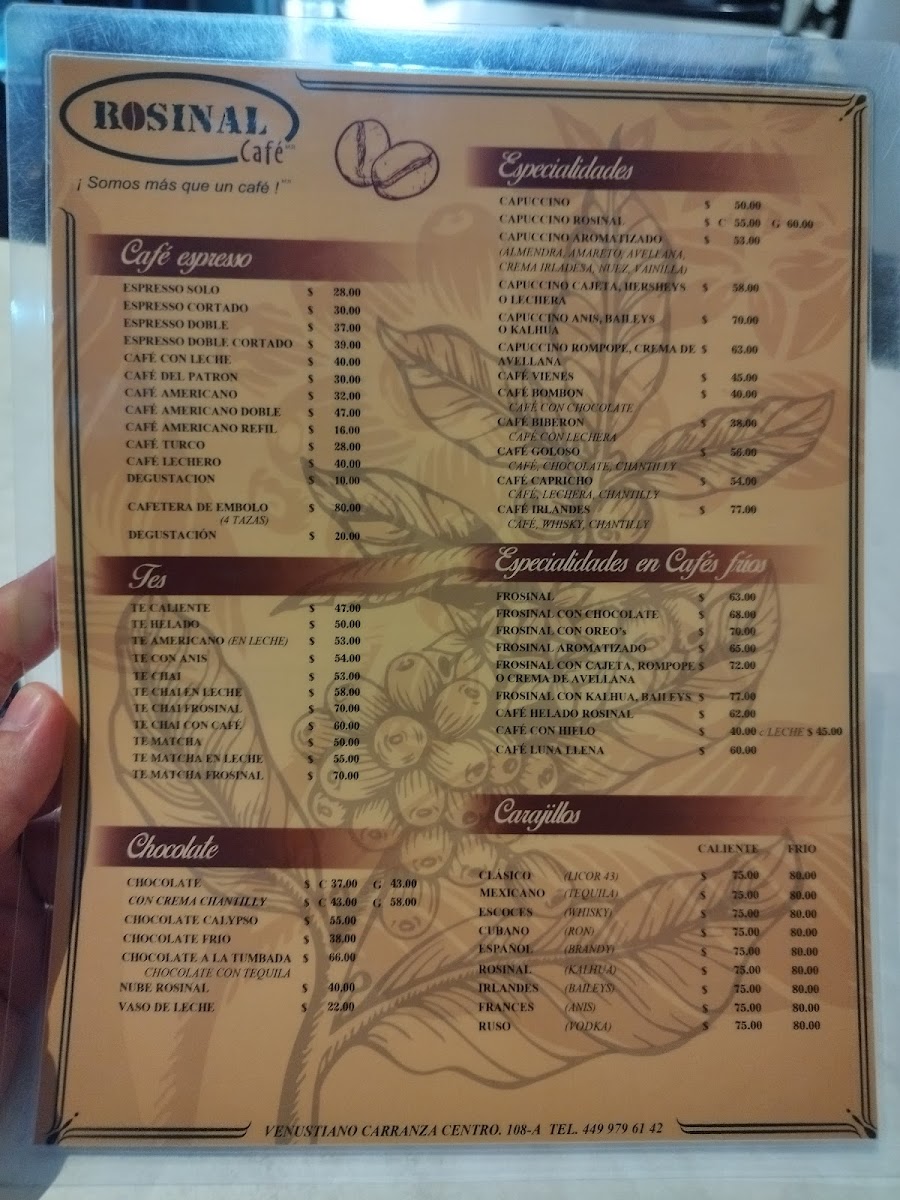 ROSINAL
Café MR
¡ Somos más que un café ! MR
Café espresso
ESPRESSO SOLO $ 28.00
ESPRESSO CORTADO $ 30.00
ESPRESSO DOBLE $ 37.00
ESPRESSO DOBLE CORTADO $ 39.00
CAFÉ CON LECHE $ 40.00
CAFÉ DEL PATRON $ 30.00
CAFÉ AMERICANO $ 32.00
CAFÉ AMERICANO DOBLE $ 47.00
CAFÉ AMERICANO REFIL $ 16.00
CAFÉ TURCO $ 28.00
CAFÉ LECHERO $ 40.00
DEGUSTACION $ 10.00
CAFETERA DE EMBOLO $ 80.00
(4 TAZAS)
DEGUSTACIÓN $ 20.00
Tes
TE CALIENTE $ 47.00
TE HELADO $ 50.00
TE AMERICANO (EN LECHE) $ 53.00
TE CON ANIS $ 54.00
TE CHAI $ 53.00
TE CHAI EN LECHE $ 58.00
TE CHAI FROSINAL $ 70.00
TE CHAI CON CAFÉ $ 60.00
TE MATCHA $ 50.00
TE MATCHA EN LECHE $ 55.00
TE MATCHA FROSINAL $ 70.00
Chocolate
CHOCOLATE $ C 37.00 G 43.00
CON CREMA CHANTILLY $ C 43.00 G 58.00
CHOCOLATE CALYPSO $ 55.00
CHOCOLATE FRIO $ 38.00
CHOCOLATE A LA TUMBADA $ 66.00
CHOCOLATE CON TEQUILA
NUBE ROSINAL $ 40.00
VASO DE LECHE $ 22.00
Especialidades
CAPUCCINO $ 50.00
CAPUCCINO ROSINAL $ C 55.00 G 60.00
CAPUCCINO AROMATIZADO $ 53.00
(ALMENDRA, AMARETO, AVELLANA,
CREMA IRLADESA, NUEZ, VAINILLA)
CAPUCCINO CAJETA, HERSHEYS $ 58.00
O LECHERA
CAPUCCINO ANIS, BAILEYS $ 70.00
O KALHUA
CAPUCCINO ROMPOPE, CREMA DE $ 63.00
AVELLANA
CAFÉ VIENES $ 45.00
CAFÉ BOMBON $ 40.00
CAFÉ CON CHOCOLATE
CAFÉ BIBERON $ 38.00
CAFÉ CON LECHERA
CAFÉ GOLOSO $ 56.00
CAFÉ, CHOCOLATE, CHANTILLY
CAFÉ CAPRICHO $ 54.00
CAFÉ, LECHERA, CHANTILLY
CAFÉ IRLANDES $ 77.00
CAFÉ, WHISKY, CHANTILLY
Especialidades en Cafés fríos
FROSINAL $ 63.00
FROSINAL CON CHOCOLATE $ 68.00
FROSINAL CON OREO's $ 70.00
FROSINAL AROMATIZADO $ 65.00
FROSINAL CON CAJETA, ROMPOPE $ 72.00
O CREMA DE AVELLANA
FROSINAL CON KALHUA, BAILEYS $ 77.00
CAFÉ HELADO ROSINAL $ 62.00
CAFÉ CON HIELO $ 40.00 c/LECHE $ 45.00
CAFÉ LUNA LLENA $ 60.00
Carajillos
CALIENTE FRIO
CLÁSICO (LICOR 43) $ 75.00 80.00
MEXICANO (TEQUILA) $ 75.00 80.00
ESCOCES (WHISKY) $ 75.00 80.00
CUBANO (RON) $ 75.00 80.00
ESPAÑOL (BRANDY) $ 75.00 80.00
ROSINAL (KALHUA) $ 75.00 80.00
IRLANDES (BAILEYS) $ 75.00 80.00
FRANCES (ANIS) $ 75.00 80.00
RUSO (VODKA) $ 75.00 80.00
VENUSTIANO CARRANZA CENTRO. 108-A TEL. 449 979 61 42